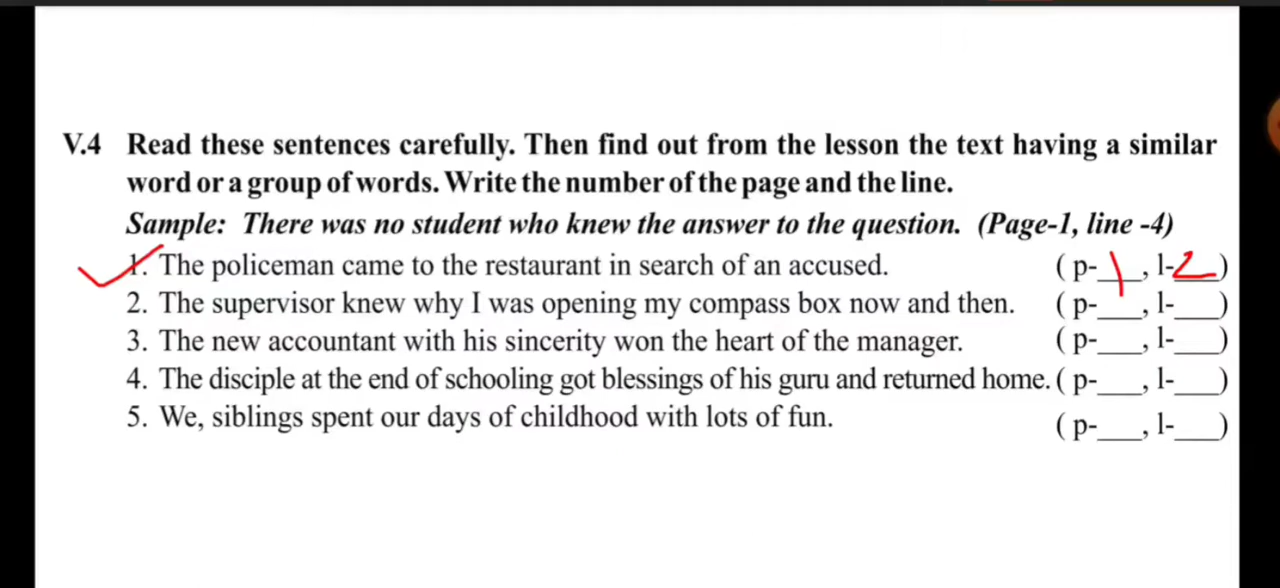 V.4 Read these sentences carefully. Then find out from the lesson the text having a similar
word or a group of words. Write the number of the page and the line.
Sample: There was no student who knew the answer to the question. (Page-1, line -4)
1. The policeman came to the restaurant in search of an accused. ( p-1, l-2)
2. The supervisor knew why I was opening my compass box now and then. ( p-___, l-___)
3. The new accountant with his sincerity won the heart of the manager. ( p-___, l-___)
4. The disciple at the end of schooling got blessings of his guru and returned home. ( p-___, l-___)
5. We, siblings spent our days of childhood with lots of fun. ( p-___, l-___)